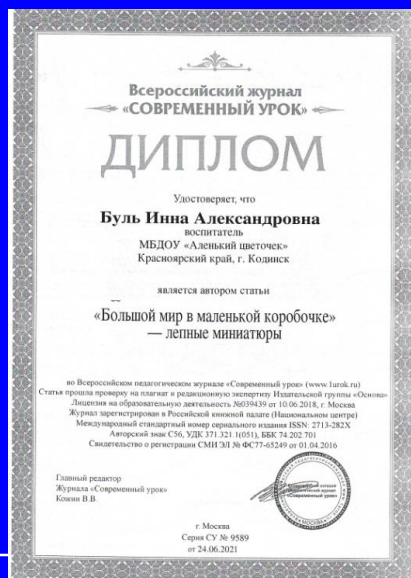 Всероссийский журнал
«СОВРЕМЕННЫЙ УРОК»
ДИПЛОМ
Удостоверяет, что
Буль Инна Александровна
воспитатель
МБДОУ «Аленький цветочек»
Красноярский край, г. Кодинск
является автором статьи
«Большой мир в маленькой коробочке»
— лепные миниатюры
во Всероссийском педагогическом журнале «Современный урок» (www.1urok.ru)
Статья прошла проверку на плагиат и редакционную экспертизу Издательской группы «Основа»
Лицензия на образовательную деятельность №039439 от 10.06.2018, г. Москва
Журнал зарегистрирован в Российской книжной палате (Национальном центре)
Международный стандартный номер сериального издания ISSN: 2713-282X
Авторский знак С56, УДК 371.321.1(051), ББК 74.202.701
Свидетельство о регистрации СМИ ЭЛ № ФС77-65249 от 01.04.2016
Главный редактор
Журнала «Современный урок»
Кожин В.В.
педагогический журнал
«Современный урок»
МОСКВА
г. Москва
Серия СУ № 9589
от 24.06.2021